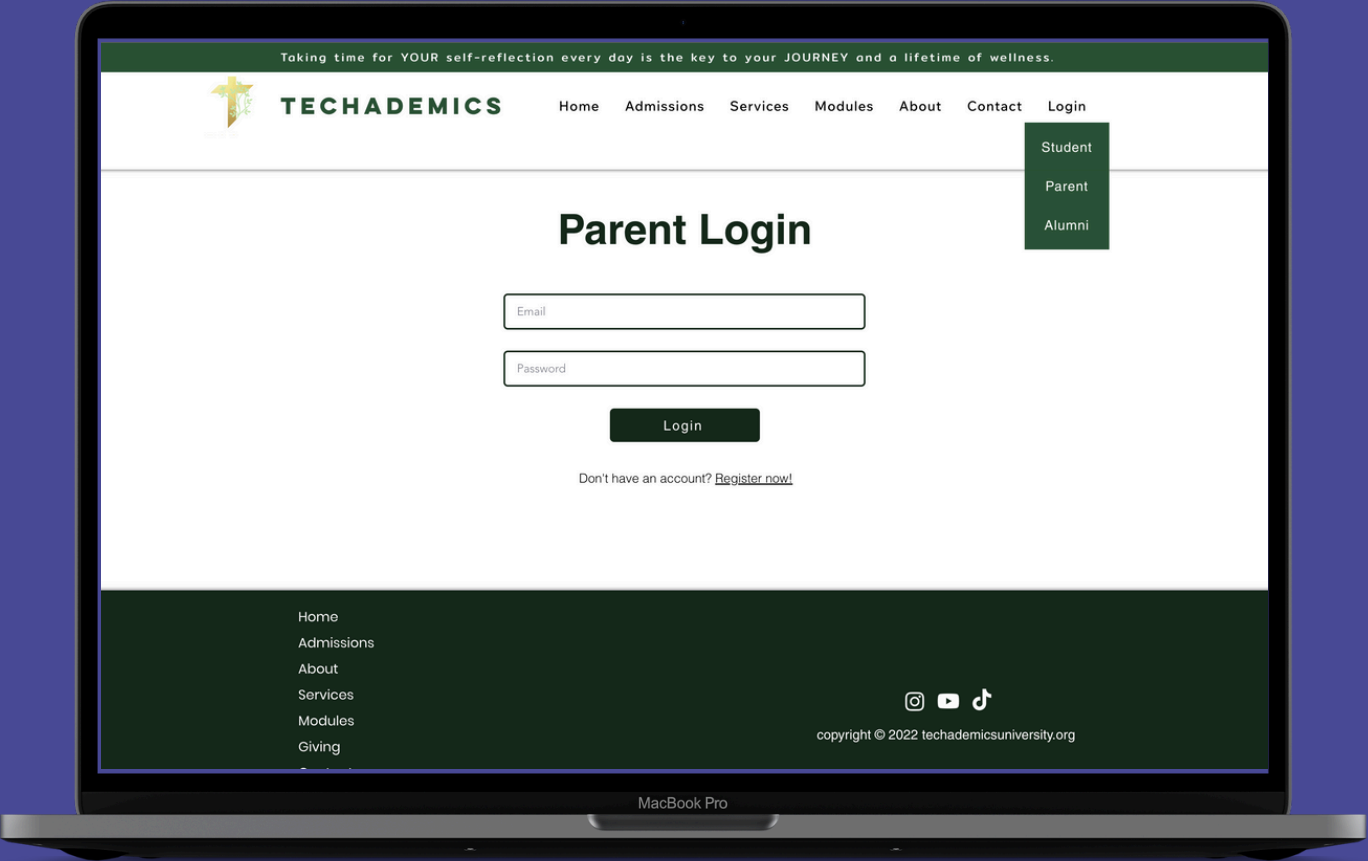 Taking time for YOUR self-reflection every day is the key to your JOURNEY and a lifetime of wellness.
TECHADEMICS
Home Admissions Services Modules About Contact Login
Student
Parent
Alumni
Parent Login
Email
Password
Login
Don't have an account? Register now!
Home
Admissions
About
Services
Modules
Giving
copyright © 2022 techademicsuniversity.org
MacBook Pro